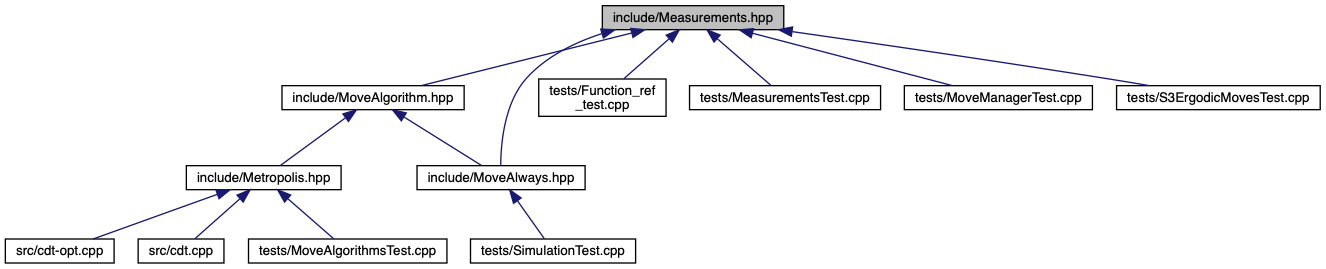 include/Measurements.hpp
include/MoveAlgorithm.hpp
tests/Function_ref
_test.cpp
tests/MeasurementsTest.cpp
tests/MoveManagerTest.cpp
tests/S3ErgodicMovesTest.cpp
include/Metropolis.hpp
include/MoveAlways.hpp
src/cdt-opt.cpp
src/cdt.cpp
tests/MoveAlgorithmsTest.cpp
tests/SimulationTest.cpp